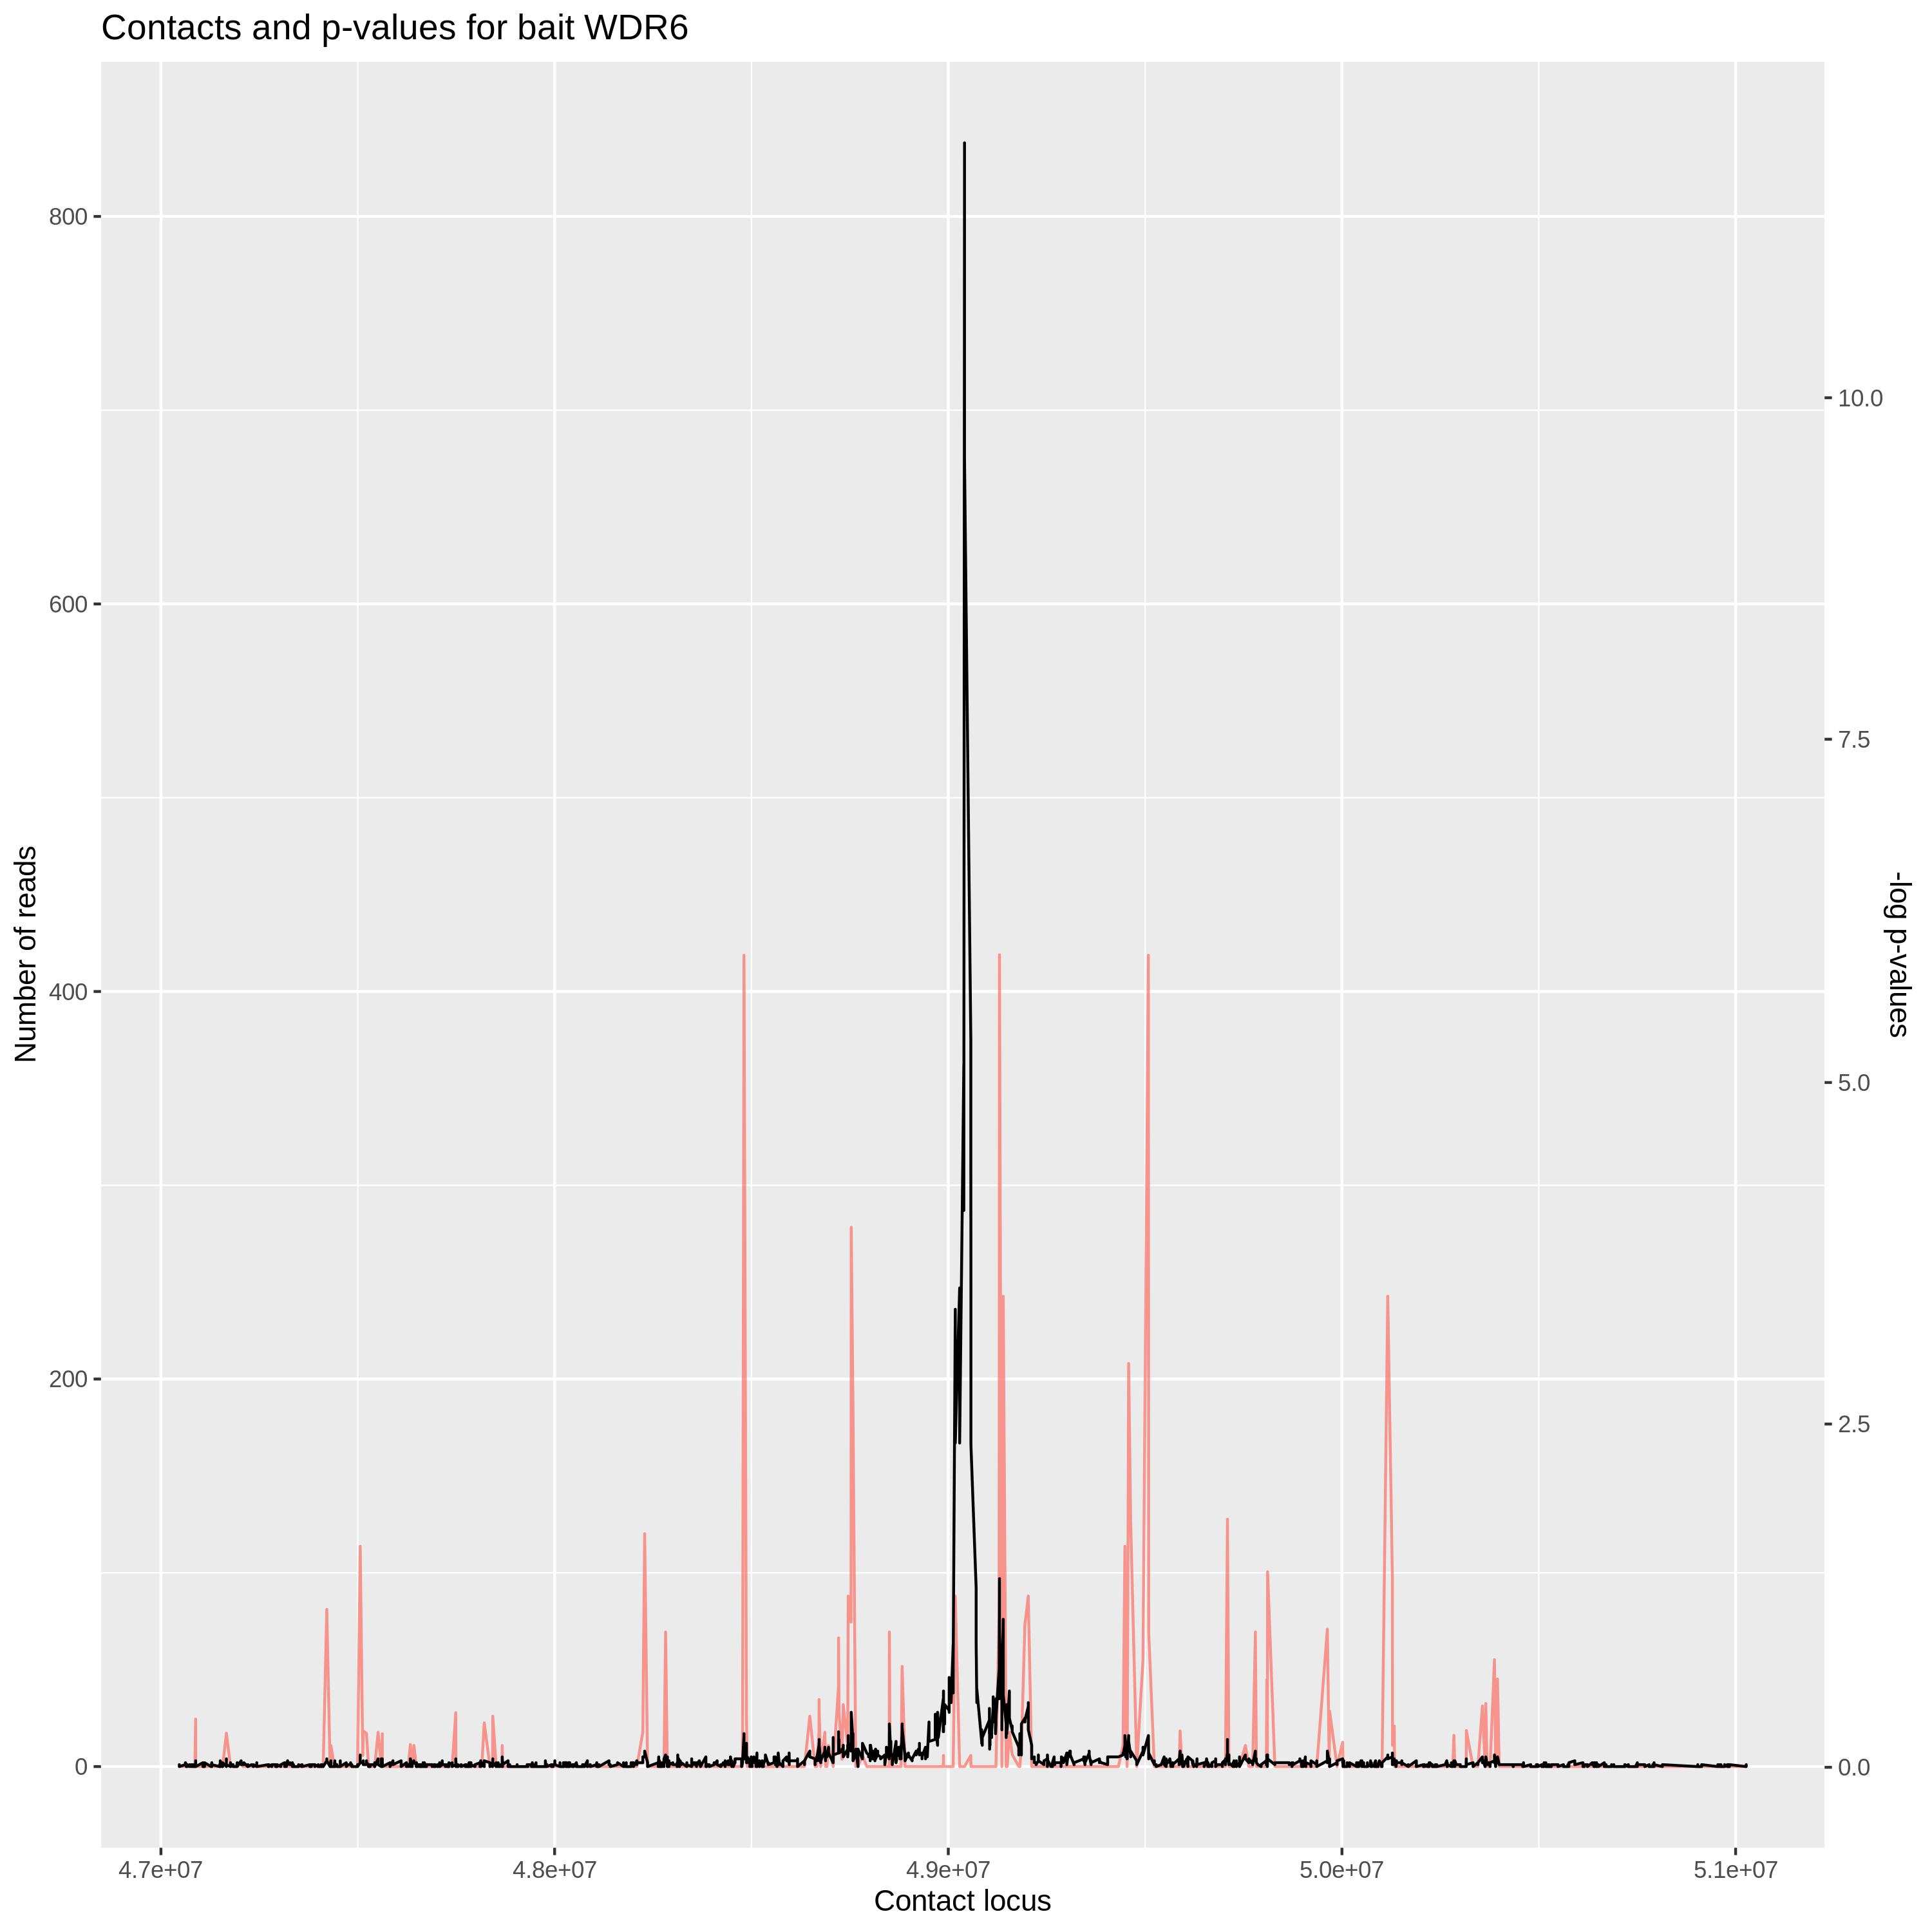 Contacts and p-values for bait WDR6
800
600
400
200
0
Number of reads
10.0
7.5
5.0
2.5
0.0
-log p-values
4.7e+07
4.8e+07
4.9e+07
5.0e+07
5.1e+07
Contact locus